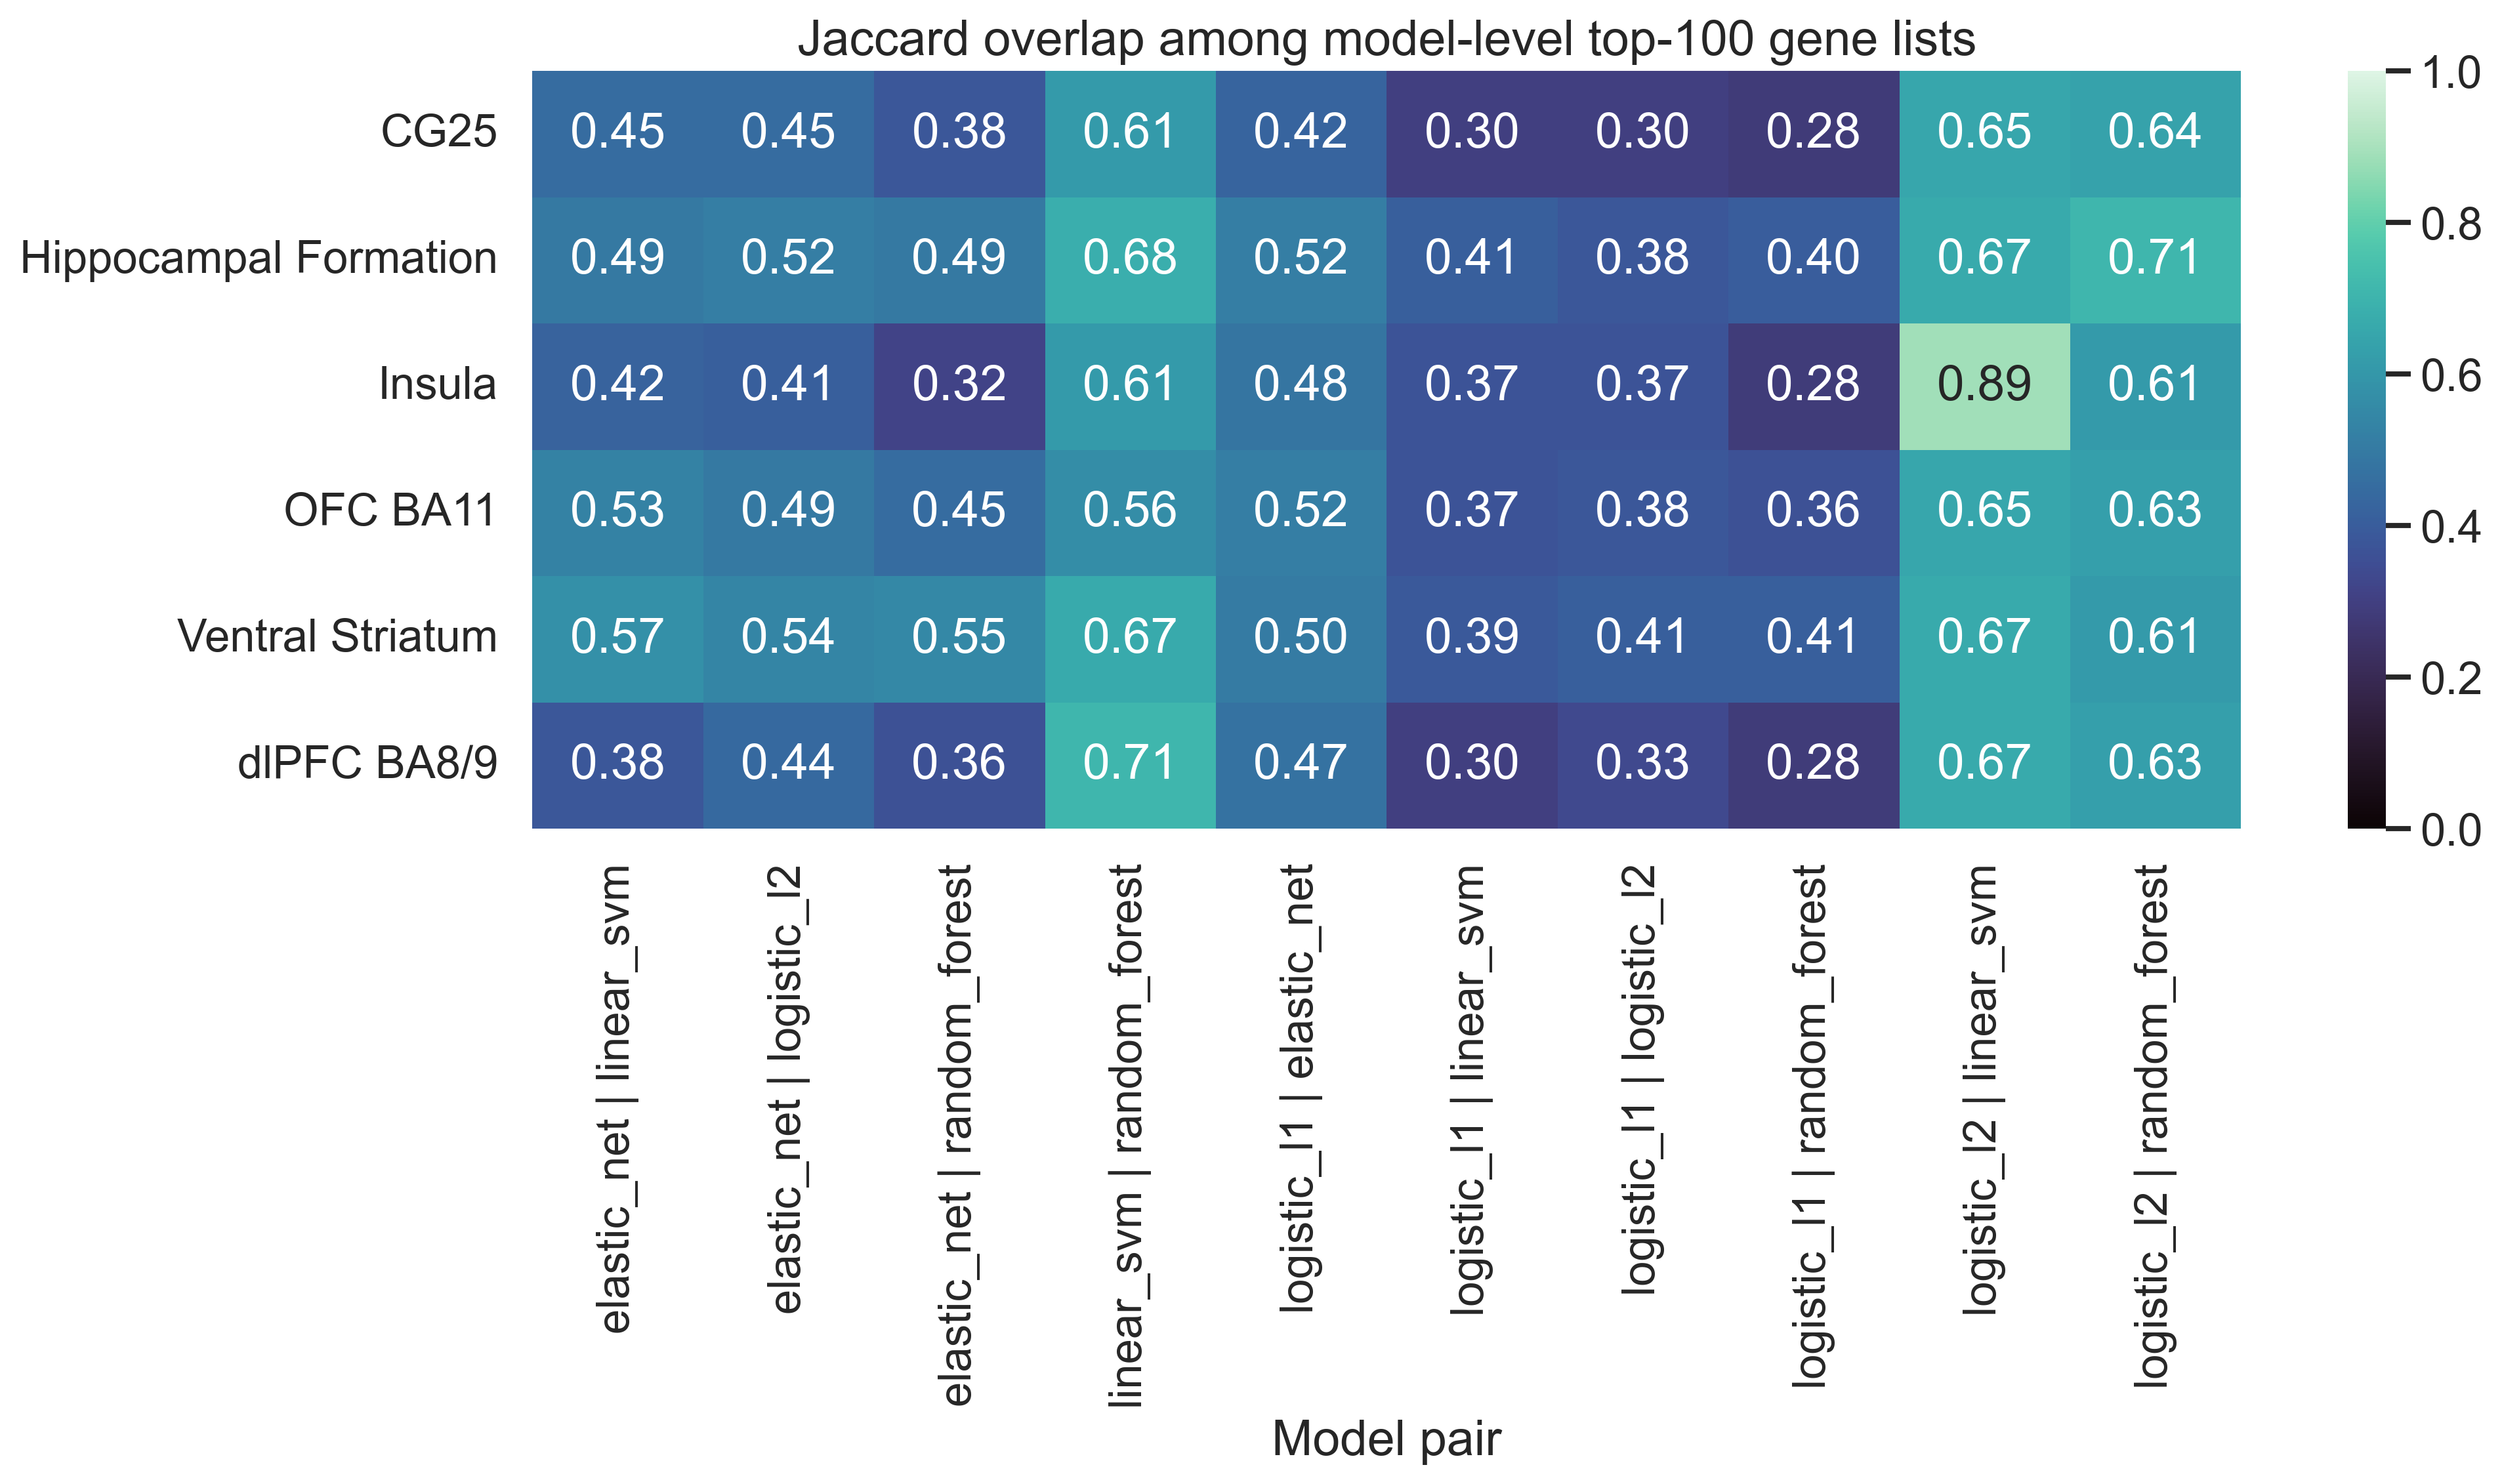 Jaccard overlap among model-level top-100 gene lists
CG25 0.45 0.45 0.38 0.61 0.42 0.30 0.30 0.28 0.65 0.64
Hippocampal Formation 0.49 0.52 0.49 0.68 0.52 0.41 0.38 0.40 0.67 0.71
Insula 0.42 0.41 0.32 0.61 0.48 0.37 0.37 0.28 0.89 0.61
OFC BA11 0.53 0.49 0.45 0.56 0.52 0.37 0.38 0.36 0.65 0.63
Ventral Striatum 0.57 0.54 0.55 0.67 0.50 0.39 0.41 0.41 0.67 0.61
dlPFC BA8/9 0.38 0.44 0.36 0.71 0.47 0.30 0.33 0.28 0.67 0.63
elastic_net | linear_svm
elastic_net | logistic_l2
elastic_net | random_forest
linear_svm | random_forest
logistic_l1 | elastic_net
logistic_l1 | linear_svm
logistic_l1 | logistic_l2
logistic_l1 | random_forest
logistic_l2 | linear_svm
logistic_l2 | random_forest
Model pair
1.0
0.8
0.6
0.4
0.2
0.0